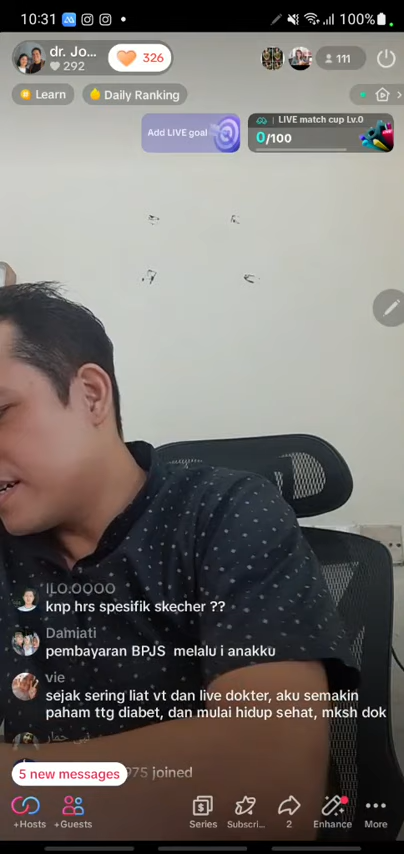 10:31
100%
dr. Jo...
292
326
111
Learn
Daily Ranking
Add LIVE goal
LIVE match cup Lv.0
0/100
ILO.OOOO
knp hrs spesifik skecher ??
Damiati
pembayaran BPJS melalu i anakku
vie
sejak sering liat vt dan live dokter, aku semakin
paham ttg diabet, dan mulai hidup sehat, mksh dok
5 new messages
975 joined
+Hosts
+Guests
Series
Subscri...
2
Enhance
More